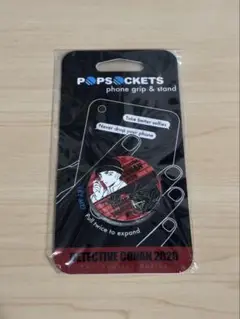 POPSOCKETS
phone grip & stand
Take better selfies
Never drop your phone
Pull twice to expand
DETECTIVE CONAN 2020